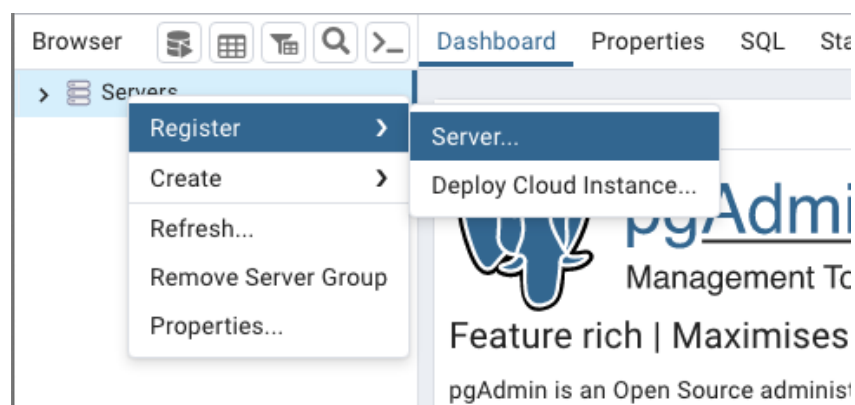 Browser Dashboard Properties SQL Sta
Servers
Register
Server...
Create
Deploy Cloud Instance...
Refresh...
Remove Server Group
Properties...
pgAdmi
Management To
Feature rich | Maximises
pgAdmin is an Open Source administ